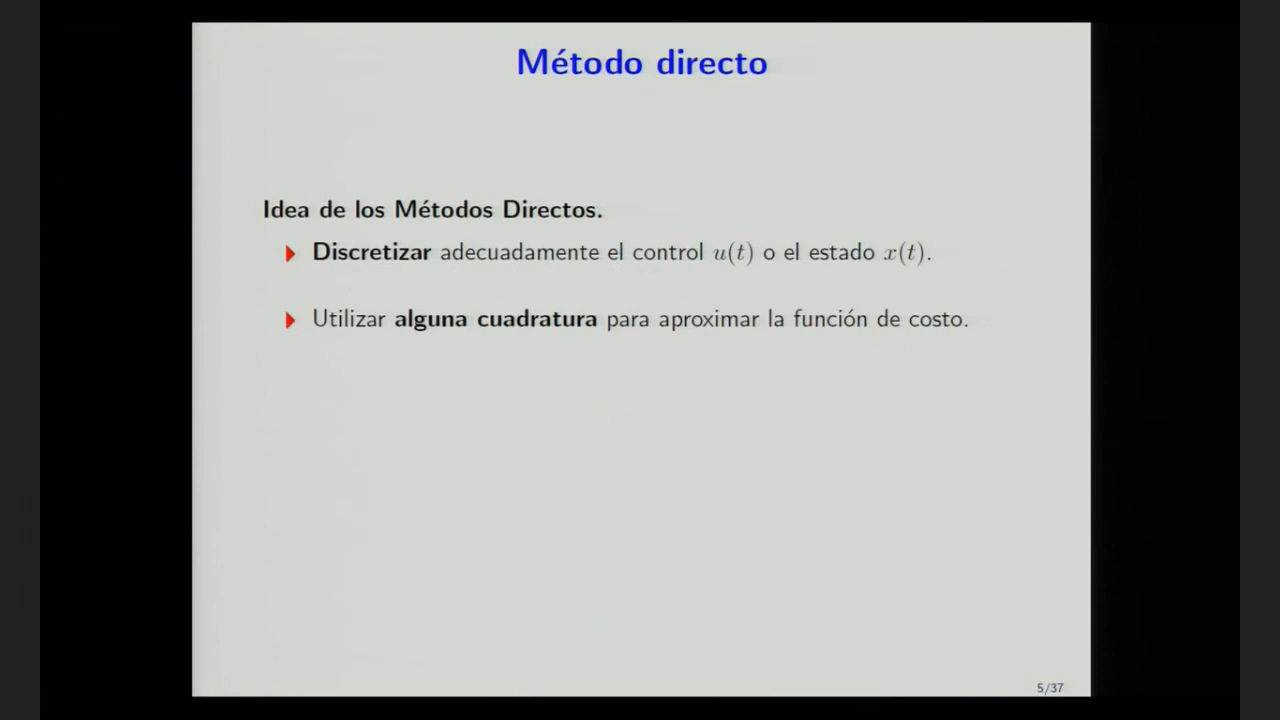 Método directo
Idea de los Métodos Directos.
Discretizar adecuadamente el control u(t) o el estado x(t).
Utilizar alguna cuadratura para aproximar la función de costo.
5/37